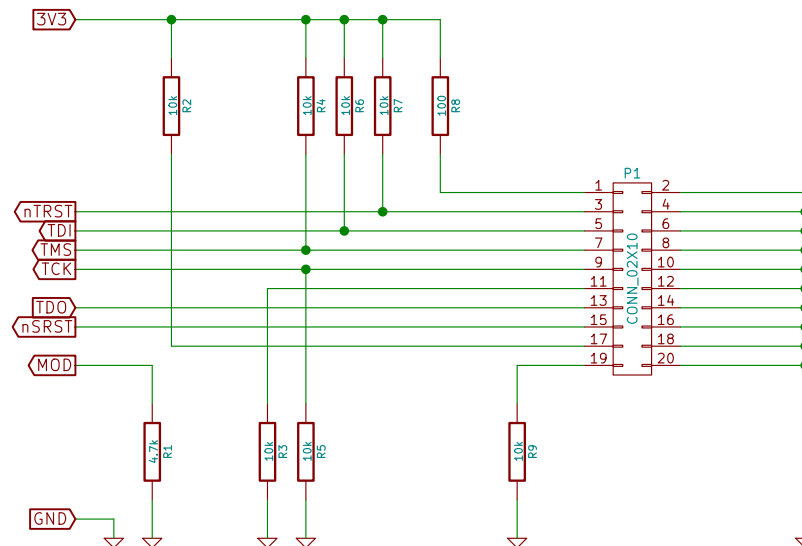 3V3
10k R2
10k R4
10k R6
10k R7
100 R8
P1
1 2
nTRST 3 4
TDI 5 6
TMS 7 8
TCK 9 10
11 12
TDO 13 14
nSRST 15 16
17 18
MOD 19 20
CONN_02X10
4.7k R1
10k R3
10k R5
10k R9
GND